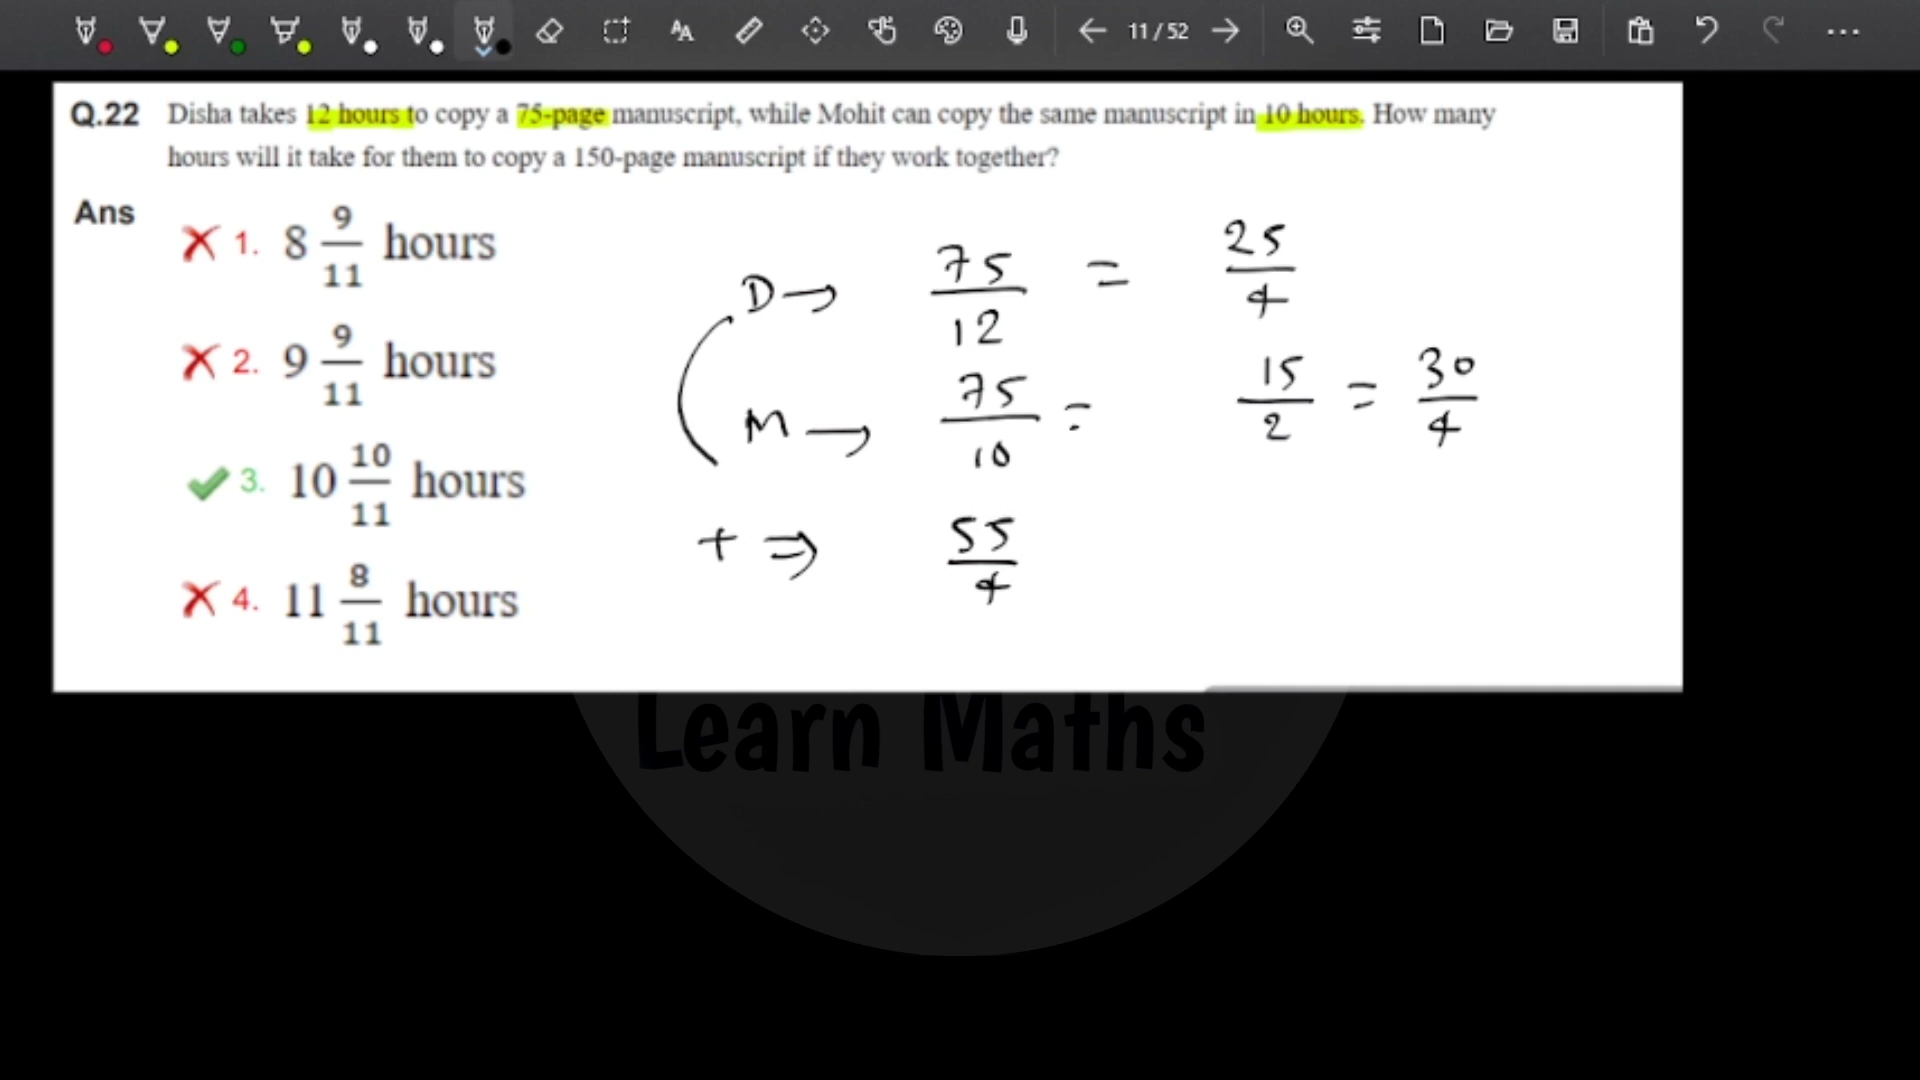 11 / 52
Q.22 Disha takes 12 hours to copy a 75-page manuscript, while Mohit can copy the same manuscript in 10 hours. How many
hours will it take for them to copy a 150-page manuscript if they work together?
Ans
1. 8 9/11 hours
2. 9 9/11 hours
3. 10 10/11 hours
4. 11 8/11 hours
D → 75/12 = 25/4
M → 75/10 = 15/2 = 30/4
+ ⇒ 55/4
Learn Maths